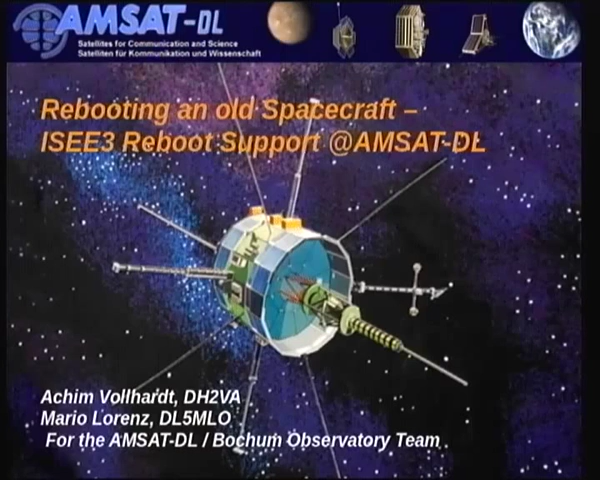 AMSAT-DL
Satellites for Communication and Science
Satelliten für Kommunikation und Wissenschaft
Rebooting an old Spacecraft –
ISEE3 Reboot Support @AMSAT-DL
Achim Vollhardt, DH2VA
Mario Lorenz, DL5MLO
For the AMSAT-DL / Bochum Observatory Team